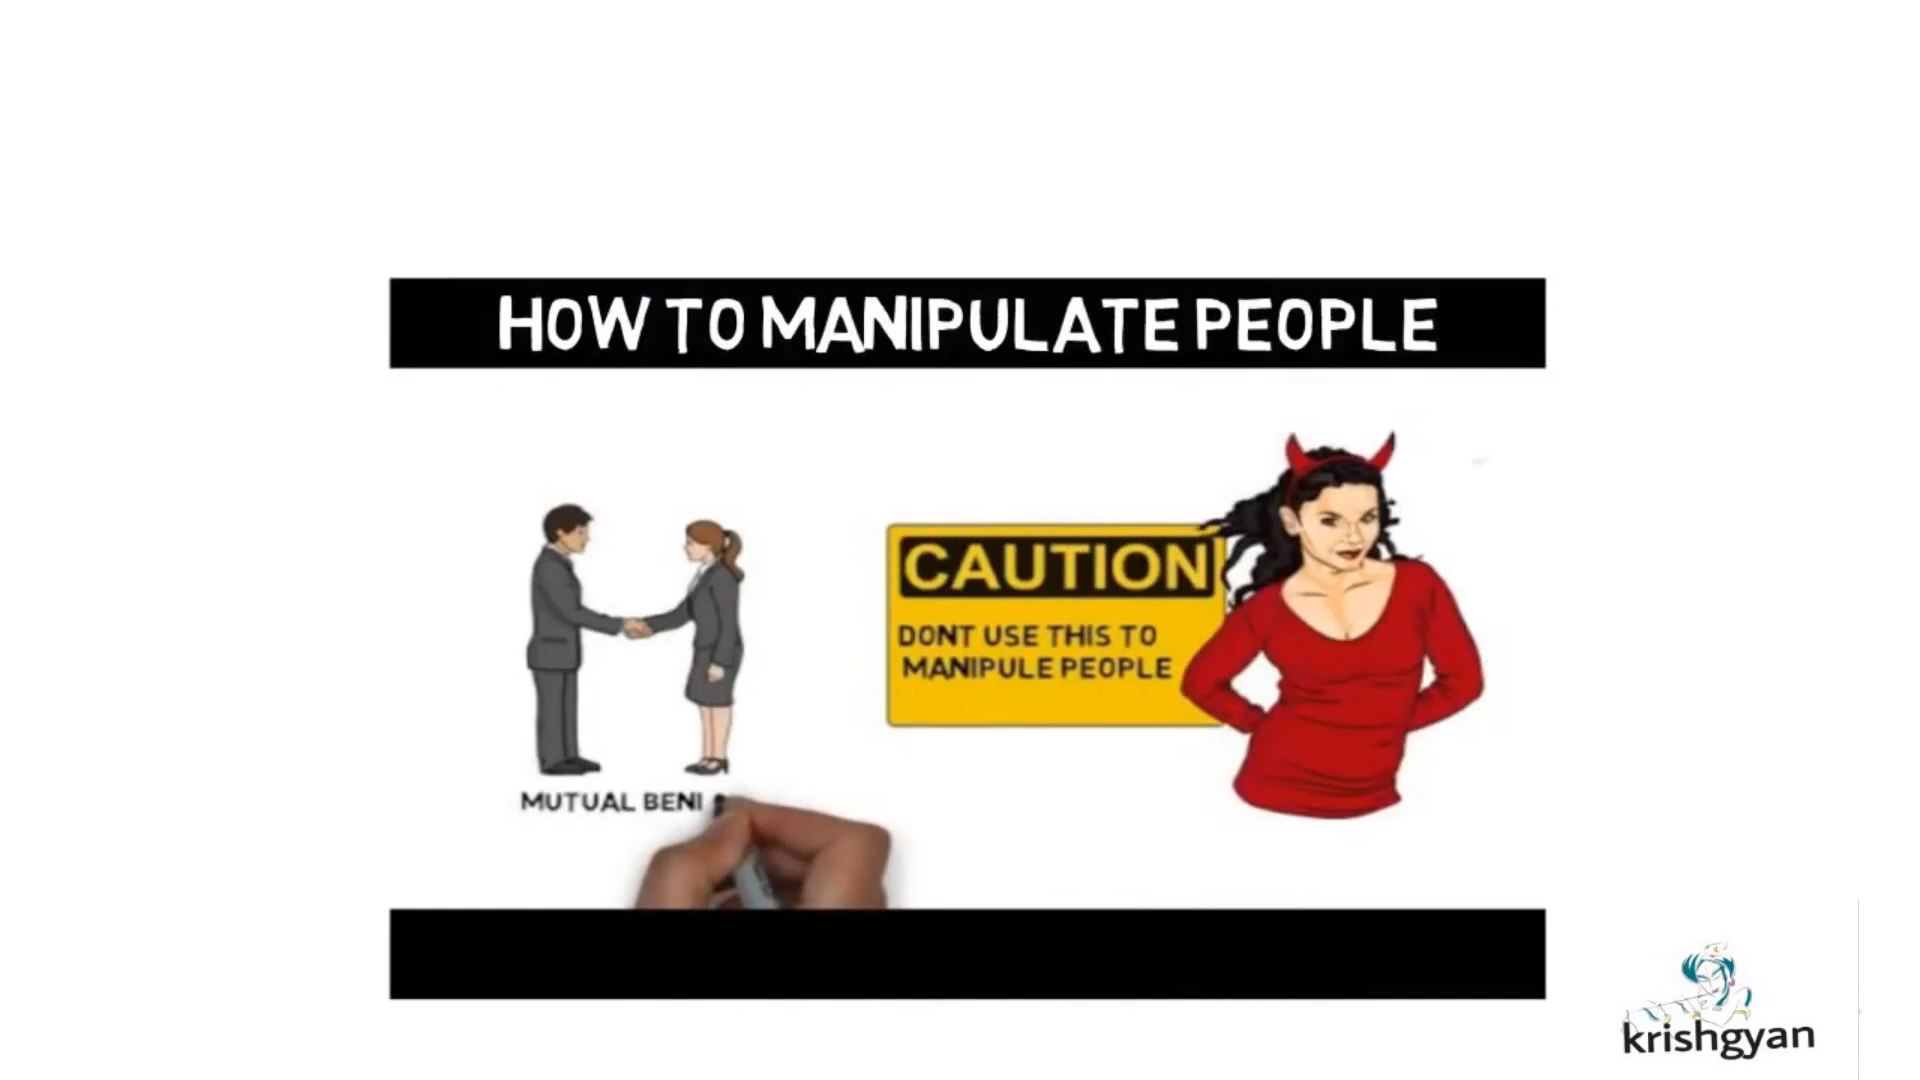 HOW TO MANIPULATE PEOPLE
CAUTION
DONT USE THIS TO
MANIPULE PEOPLE
MUTUAL BENI
krishgyan